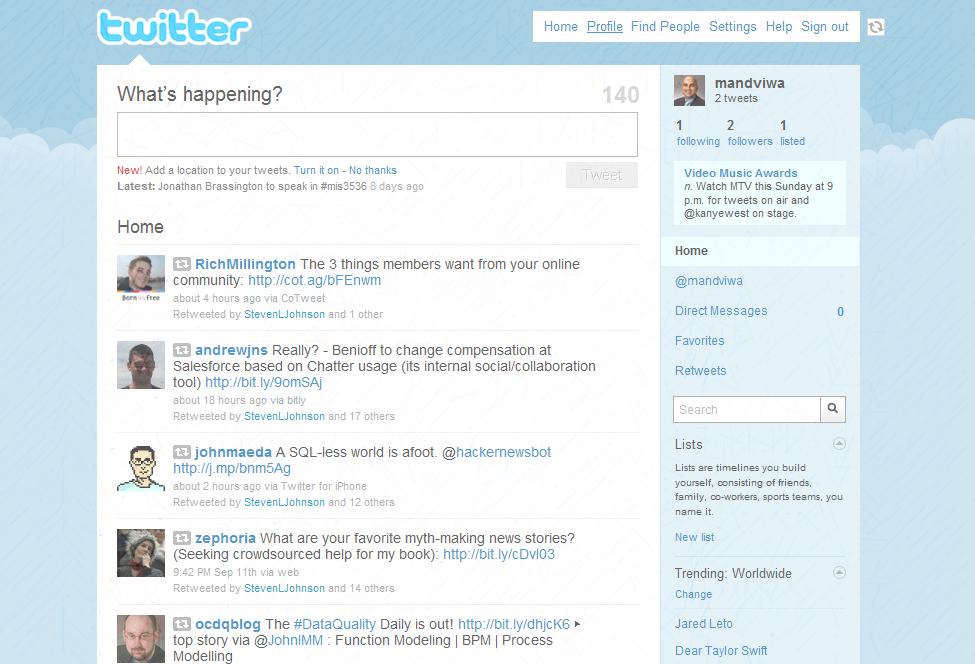 twitter
Home Profile Find People Settings Help Sign out
What's happening?
140
New! Add a location to your tweets. Turn it on - No thanks
Latest: Jonathan Brassington to speak in #mis3536 8 days ago
Tweet
Home
RichMillington The 3 things members want from your online
community: http://cot.ag/bFEnwm
about 4 hours ago via CoTweet
Retweeted by StevenLJohnson and 1 other
andrewjns Really? - Benioff to change compensation at
Salesforce based on Chatter usage (its internal social/collaboration
tool) http://bit.ly/9omSAj
about 18 hours ago via bitly
Retweeted by StevenLJohnson and 17 others
johnmaeda A SQL-less world is afoot. @hackernewsbot
http://j.mp/bnm5Ag
about 2 hours ago via Twitter for iPhone
Retweeted by StevenLJohnson and 12 others
zephoria What are your favorite myth-making news stories?
(Seeking crowdsourced help for my book): http://bit.ly/cDvl03
9:42 PM Sep 11th via web
Retweeted by StevenLJohnson and 14 others
ocdqblog The #DataQuality Daily is out! http://bit.ly/dhjcK6 ▸
top story via @JohnIMM : Function Modeling | BPM | Process
Modelling
mandviwa
2 tweets
1 2 1
following followers listed
Video Music Awards
n. Watch MTV this Sunday at 9
p.m. for tweets on air and
@kanyewest on stage.
Home
@mandviwa
Direct Messages 0
Favorites
Retweets
Search
Lists
Lists are timelines you build
yourself, consisting of friends,
family, co-workers, sports teams, you
name it.
New list
Trending: Worldwide
Change
Jared Leto
Dear Taylor Swift